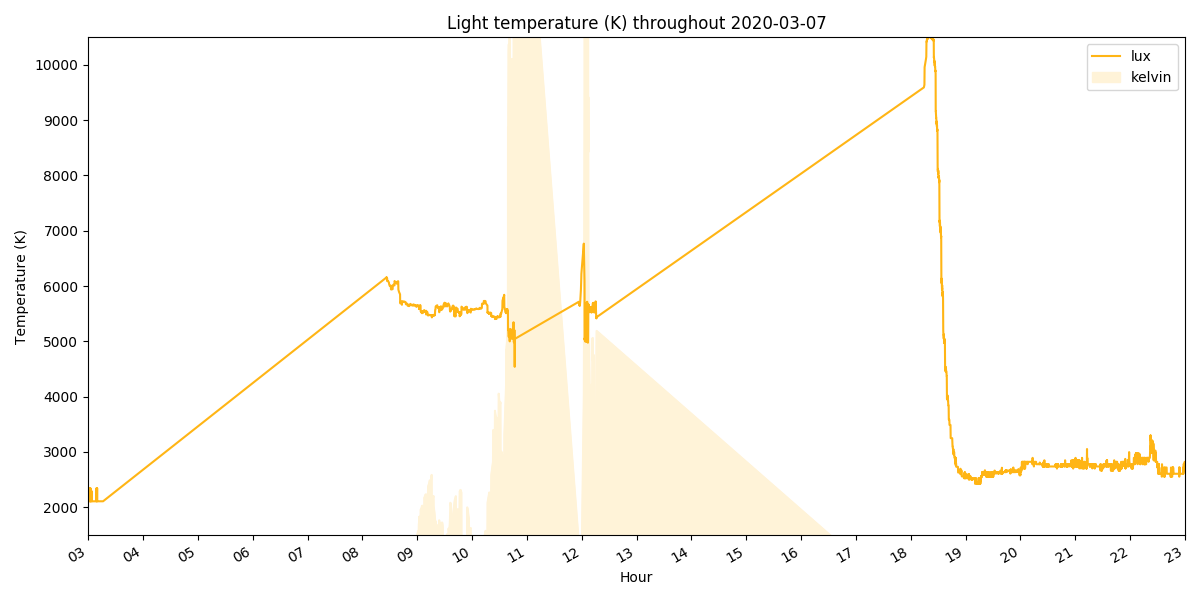 Light temperature (K) throughout 2020-03-07
lux
kelvin
Temperature (K)
10000
9000
8000
7000
6000
5000
4000
3000
2000
03 04 05 06 07 08 09 10 11 12 13 14 15 16 17 18 19 20 21 22 23
Hour